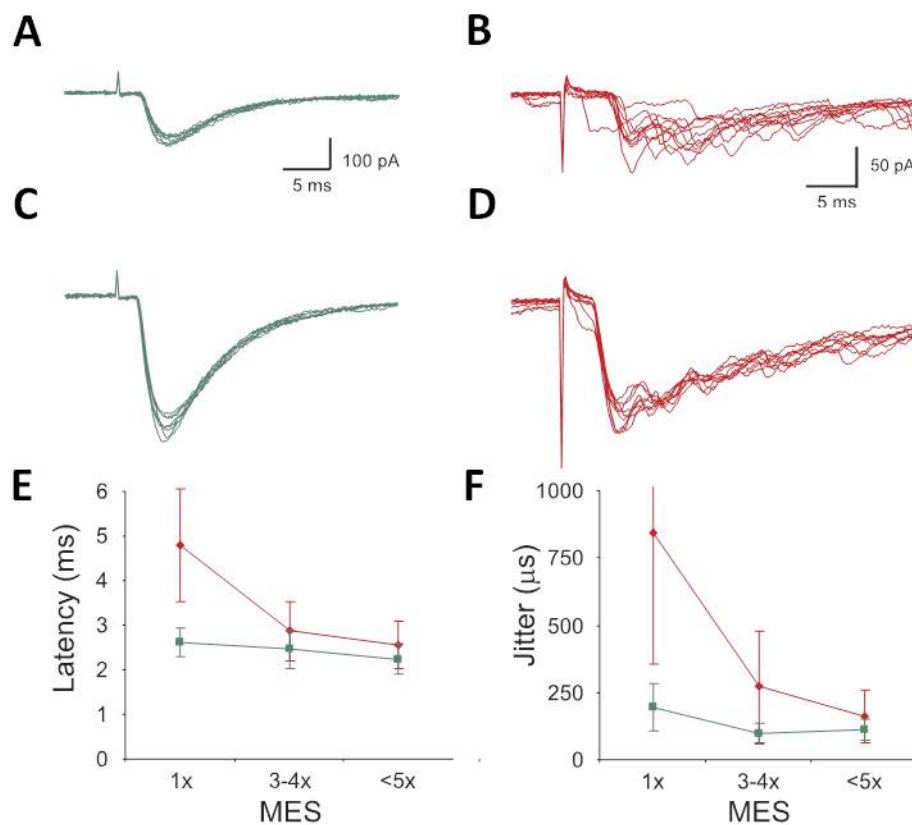 A
B
100 pA
5 ms
50 pA
5 ms
C
D
E
F
Latency (ms)
6
5
4
3
2
1
0
1x
3-4x
<5x
MES
Jitter (µs)
1000
750
500
250
0
1x
3-4x
<5x
MES